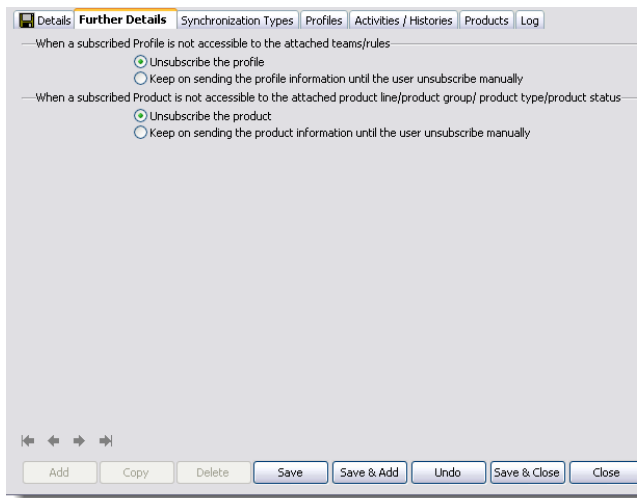 Details Further Details Synchronization Types Profiles Activities / Histories Products Log
When a subscribed Profile is not accessible to the attached teams/rules
Unsubscribe the profile
Keep on sending the profile information until the user unsubscribe manually
When a subscribed Product is not accessible to the attached product line/product group/ product type/product status
Unsubscribe the product
Keep on sending the product information until the user unsubscribe manually
Add Copy Delete Save Save & Add Undo Save & Close Close